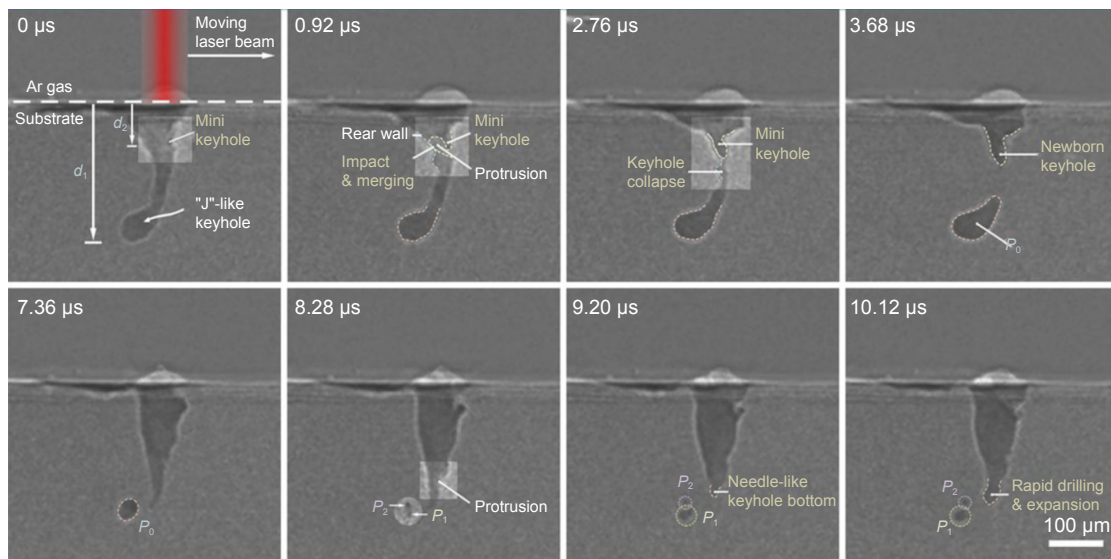 0 µs
Moving
laser beam
Ar gas
Substrate
d₂
Mini
keyhole
d₁
"J"-like
keyhole
0.92 µs
Rear wall
Mini
keyhole
Impact
& merging
Protrusion
2.76 µs
Mini
keyhole
Keyhole
collapse
3.68 µs
Newborn
keyhole
P₀
7.36 µs
P₀
8.28 µs
P₂
P₁
Protrusion
9.20 µs
P₂
P₁
Needle-like
keyhole bottom
10.12 µs
P₂
P₁
Rapid drilling
& expansion
100 µm